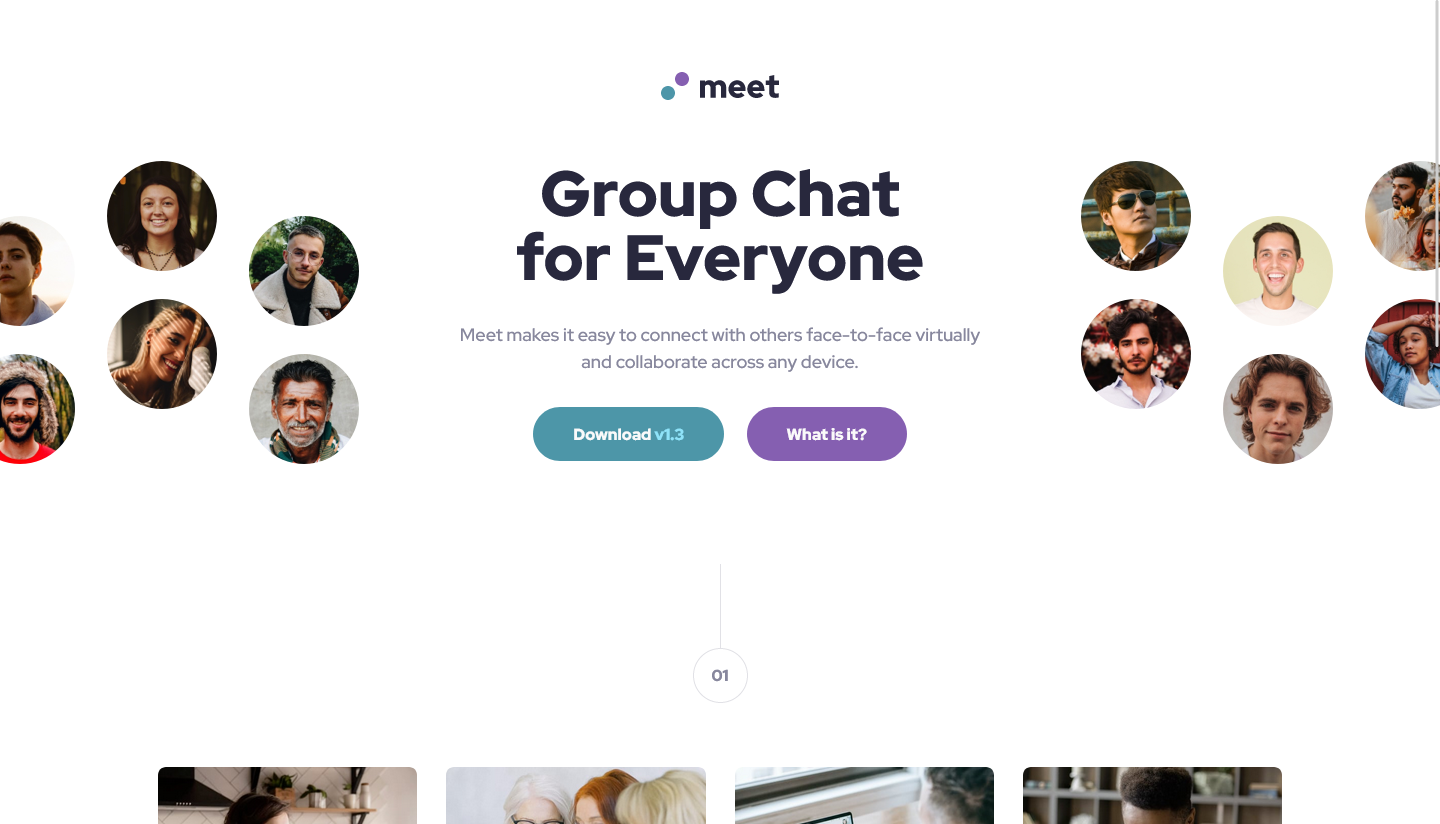 meet
Group Chat
for Everyone
Meet makes it easy to connect with others face-to-face virtually
and collaborate across any device.
Download v1.3
What is it?
01